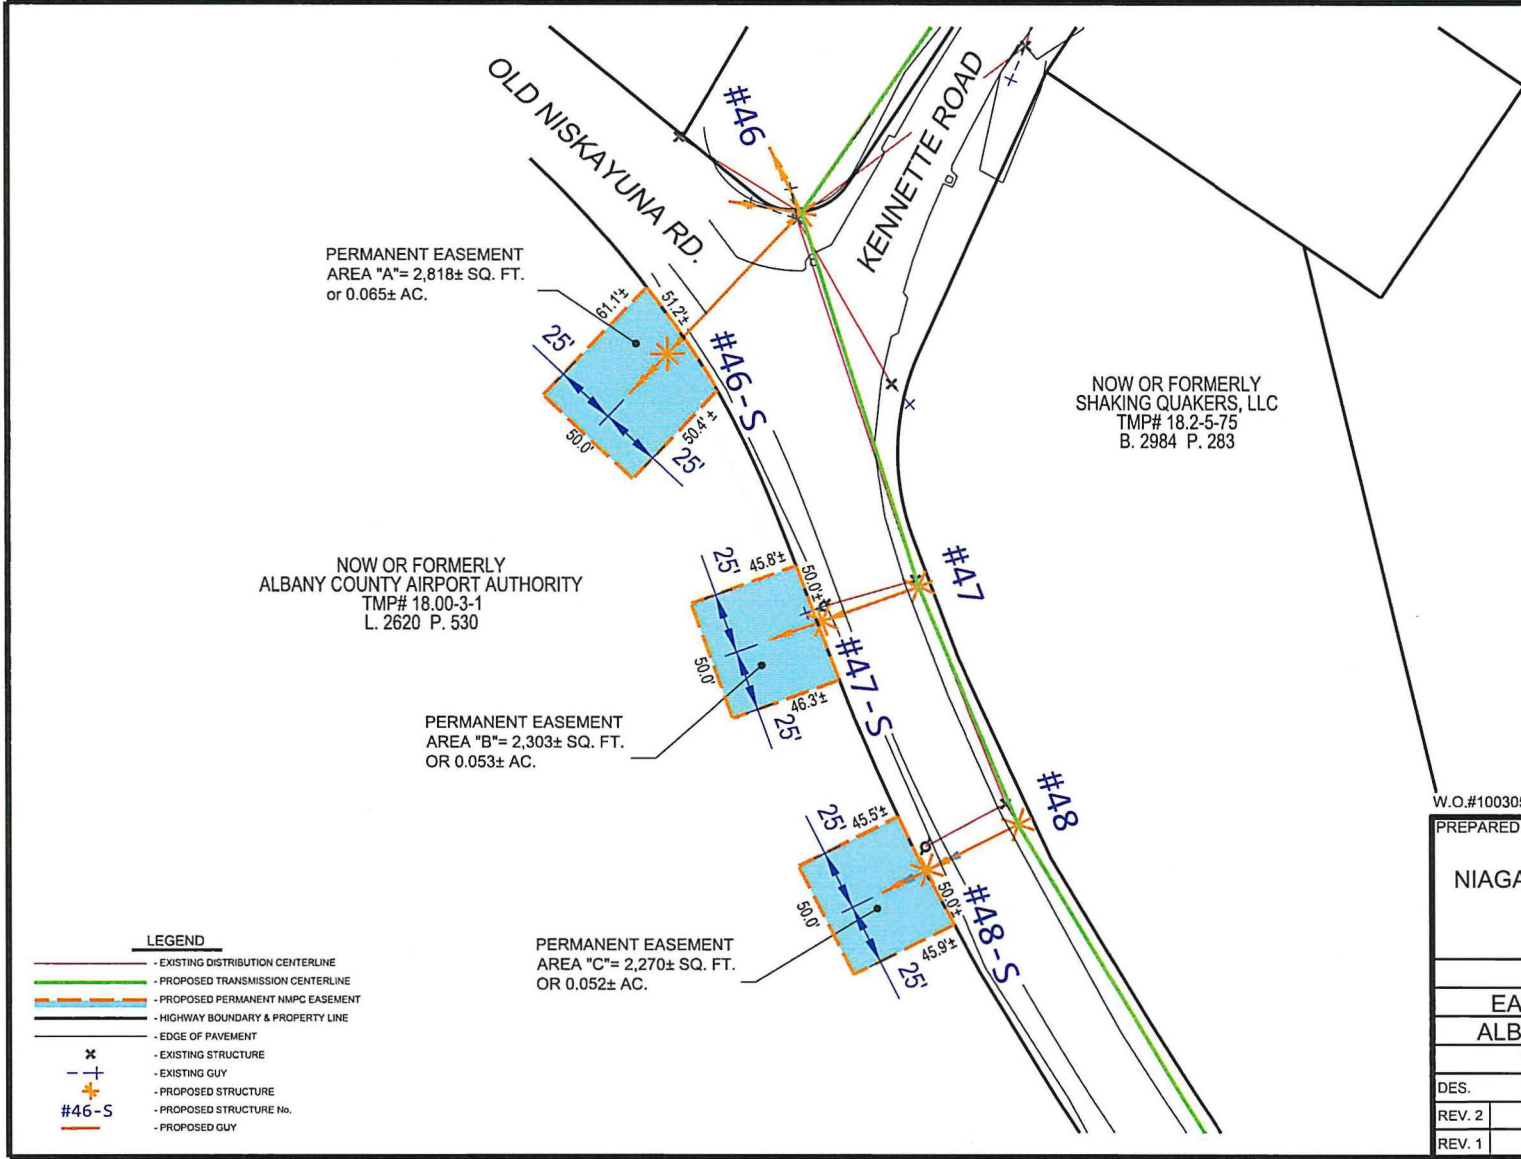 OLD NISKAYUNA RD.
KENNETTE ROAD
#46
PERMANENT EASEMENT
AREA "A"= 2,818± SQ. FT.
or 0.065± AC.
61.1'±
51.2'±
25'
25'
50.0'
50.4' ±
#46-S
NOW OR FORMERLY
SHAKING QUAKERS, LLC
TMP# 18.2-5-75
B. 2984 P. 283
NOW OR FORMERLY
ALBANY COUNTY AIRPORT AUTHORITY
TMP# 18.00-3-1
L. 2620 P. 530
25'
45.8'±
50.0'±
#47
50.0'
46.3'±
25'
#47-S
PERMANENT EASEMENT
AREA "B"= 2,303± SQ. FT.
OR 0.053± AC.
25'
45.5'±
#48
50.0'
50.0'±
45.9'±
25'
#48-S
PERMANENT EASEMENT
AREA "C"= 2,270± SQ. FT.
OR 0.052± AC.
LEGEND
- EXISTING DISTRIBUTION CENTERLINE
- PROPOSED TRANSMISSION CENTERLINE
- PROPOSED PERMANENT NMPC EASEMENT
- HIGHWAY BOUNDARY & PROPERTY LINE
- EDGE OF PAVEMENT
- EXISTING STRUCTURE
- EXISTING GUY
- PROPOSED STRUCTURE
#46-S - PROPOSED STRUCTURE No.
- PROPOSED GUY
W.O.#100305
PREPARED
NIAGA
EA
ALB
DES.
REV. 2
REV. 1